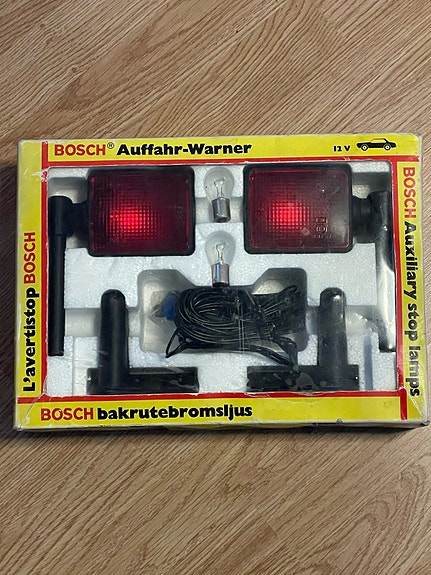 BOSCH® Auffahr-Warner
12 V
L'avertistop BOSCH
BOSCH Auxiliary stop lamps
BOSCH bakrutebromsljus